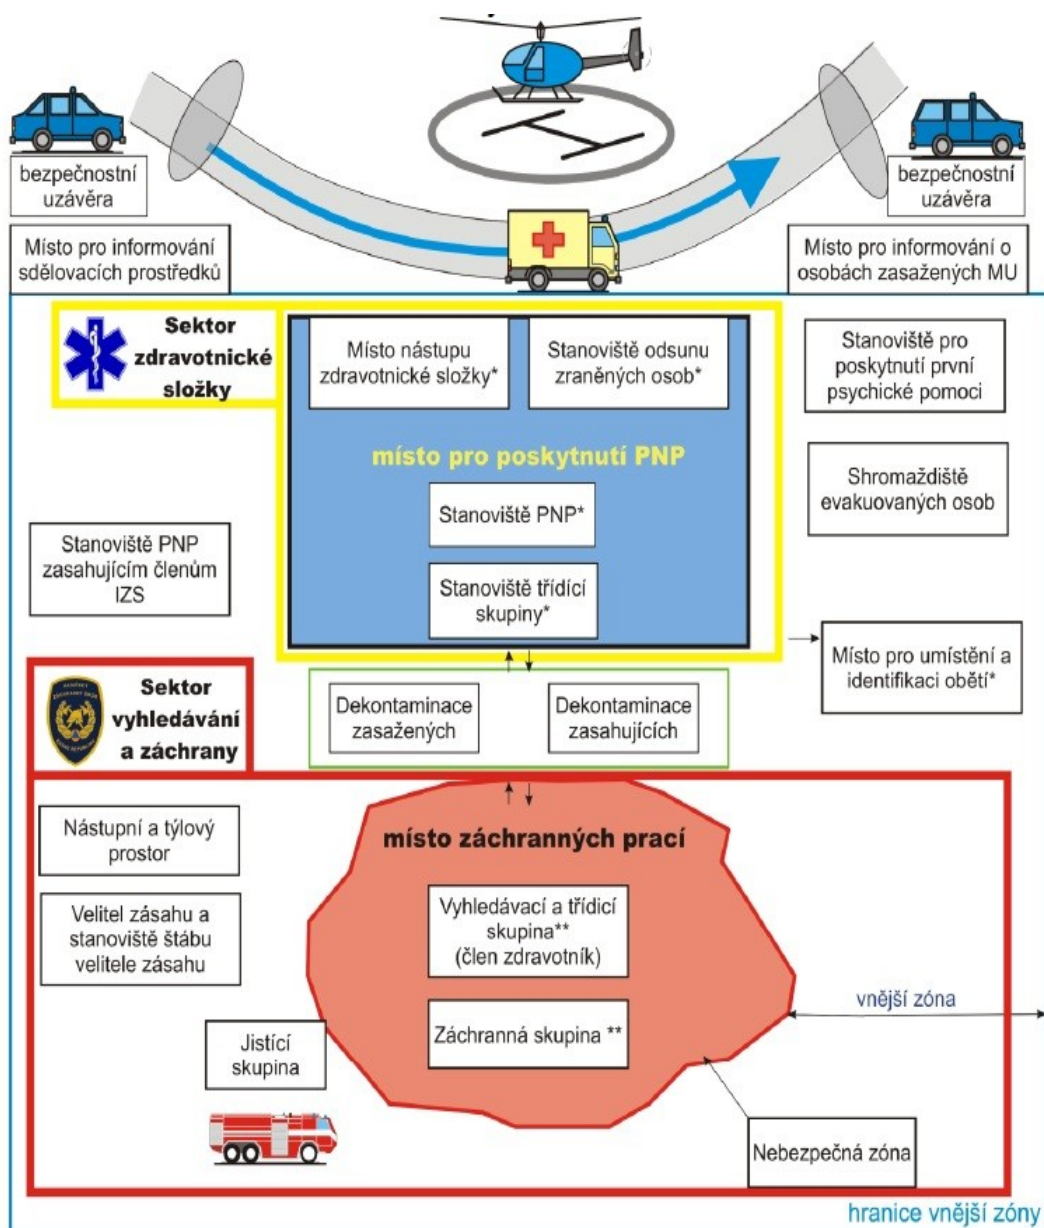 bezpečnostní
uzávěra
bezpečnostní
uzávěra
Místo pro informování
sdělovacích prostředků
Místo pro informování o
osobách zasažených MU
Sektor
zdravotnické
složky
Místo nástupu
zdravotnické složky*
Stanoviště odsunu
zraněných osob*
Stanoviště pro
poskytnutí první
psychické pomoci
místo pro poskytnutí PNP
Shromaždiště
evakuovaných osob
Stanoviště PNP*
Stanoviště PNP
zasahujícím členům
IZS
Stanoviště třídící
skupiny*
Místo pro umístění a
identifikaci obětí*
Sektor
vyhledávání
a záchrany
Dekontaminace
zasažených
Dekontaminace
zasahujících
Nástupní a týlový
prostor
místo záchranných prací
Velitel zásahu a
stanoviště štábu
velitele zásahu
Vyhledávací a třídicí
skupina**
(člen zdravotník)
vnější zóna
Záchranná skupina **
Jistící
skupina
Nebezpečná zóna
hranice vnější zóny